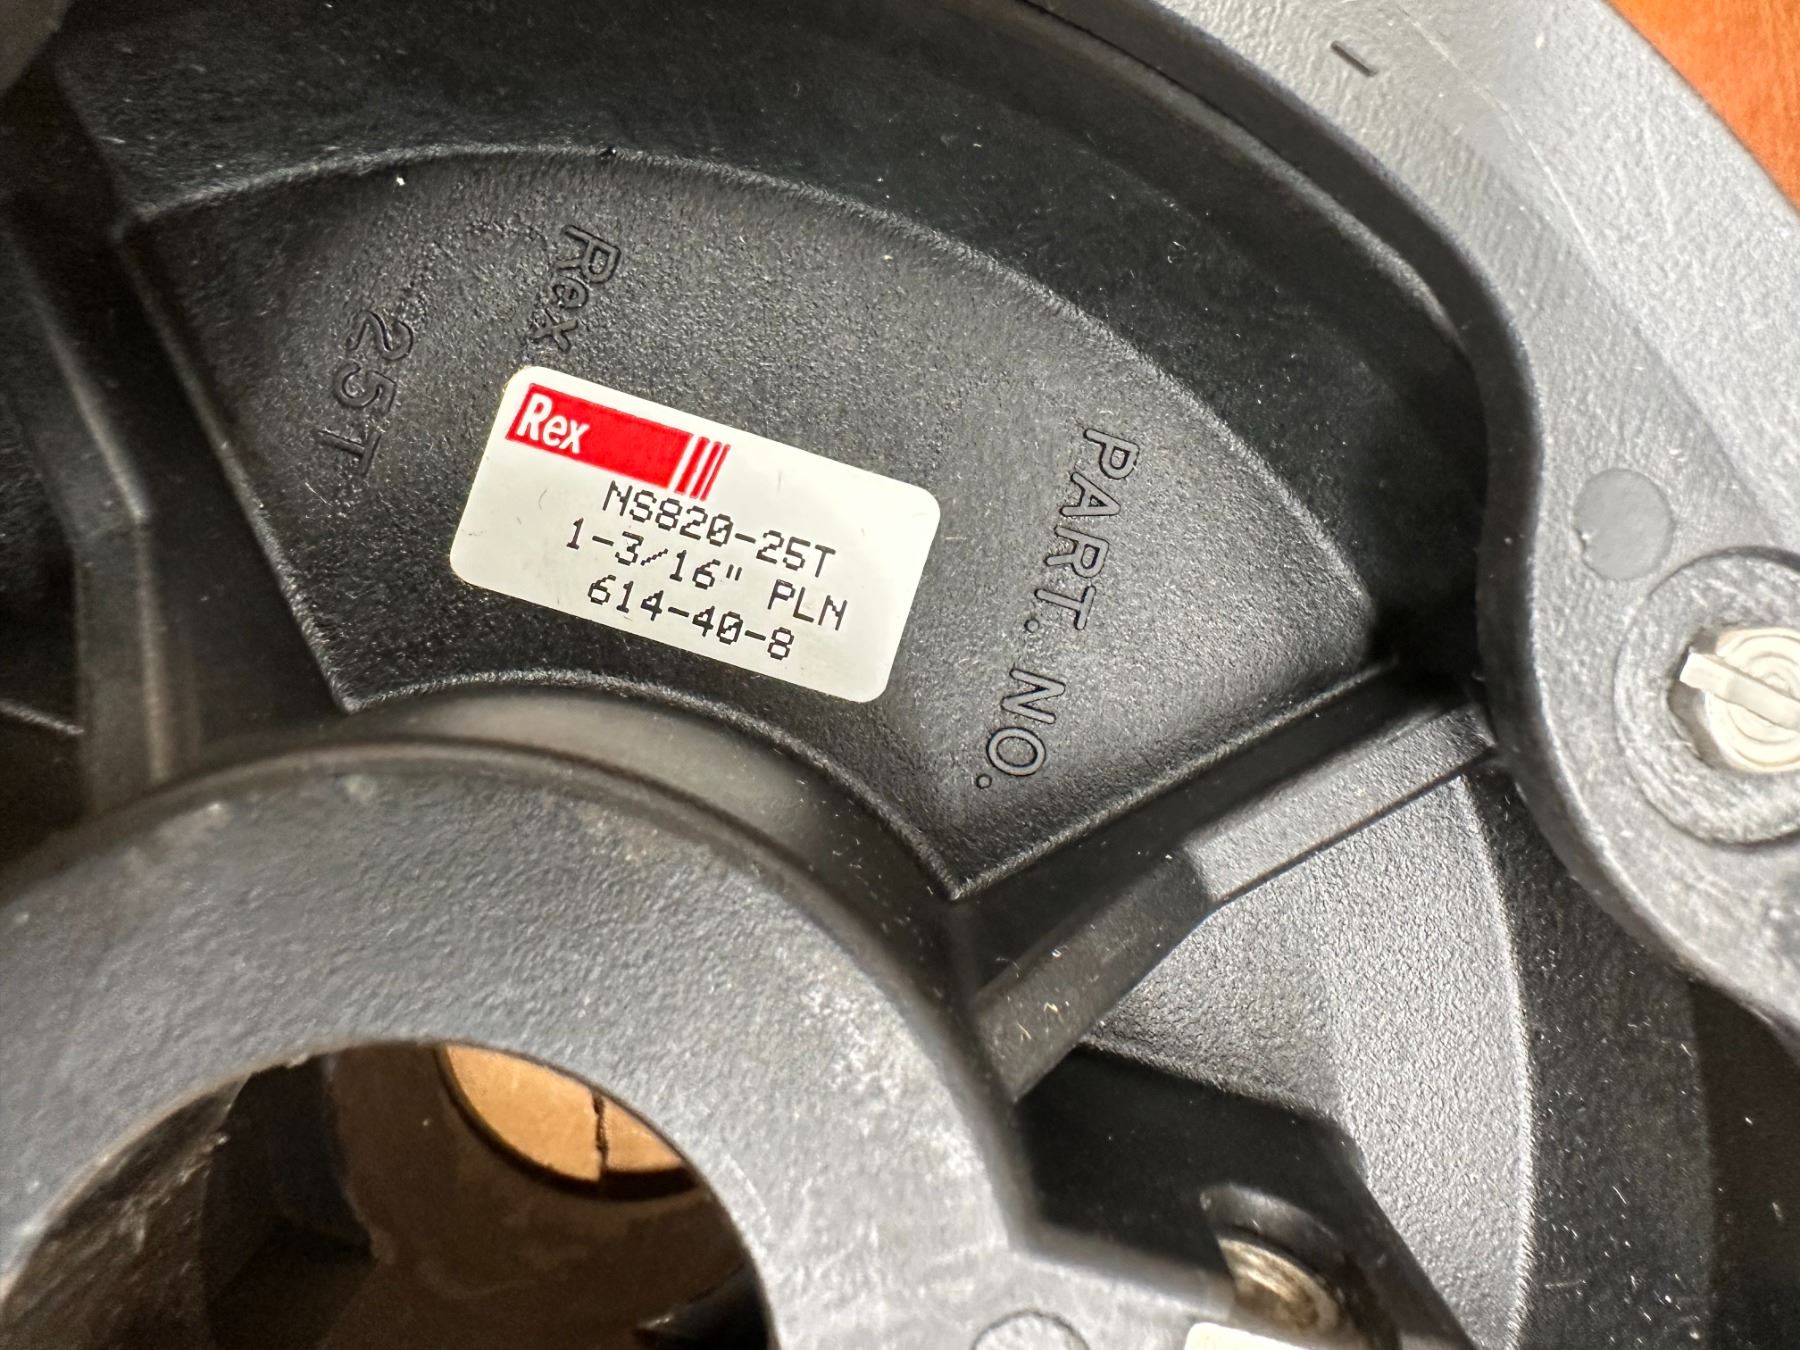 Rex
25T
Rex
NS820-25T
1-3/16" PLN
614-40-8
PART. NO.